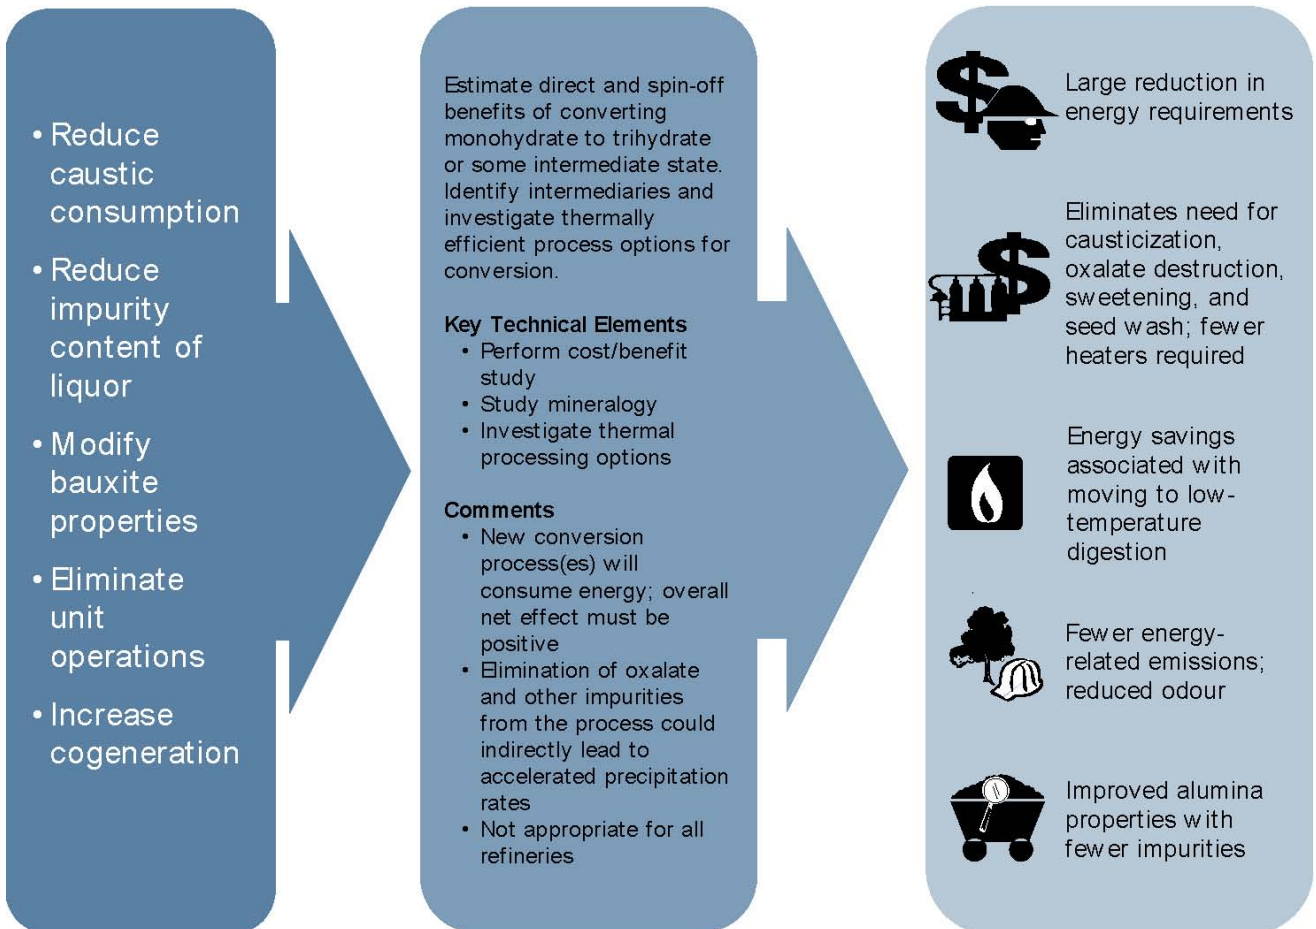 • Reduce
caustic
consumption
• Reduce
impurity
content of
liquor
• Modify
bauxite
properties
• Eliminate
unit
operations
• Increase
cogeneration
Estimate direct and spin-off
benefits of converting
monohydrate to trihydrate
or some intermediate state.
Identify intermediaries and
investigate thermally
efficient process options for
conversion.
Key Technical Elements
• Perform cost/benefit
study
• Study mineralogy
• Investigate thermal
processing options
Comments
• New conversion
process(es) will
consume energy; overall
net effect must be
positive
• Elimination of oxalate
and other impurities
from the process could
indirectly lead to
accelerated precipitation
rates
• Not appropriate for all
refineries
$
Large reduction in
energy requirements
$
Eliminates need for
causticization,
oxalate destruction,
sweetening, and
seed wash; fewer
heaters required
Energy savings
associated with
moving to low-
temperature
digestion
Fewer energy-
related emissions;
reduced odour
Improved alumina
properties with
fewer impurities